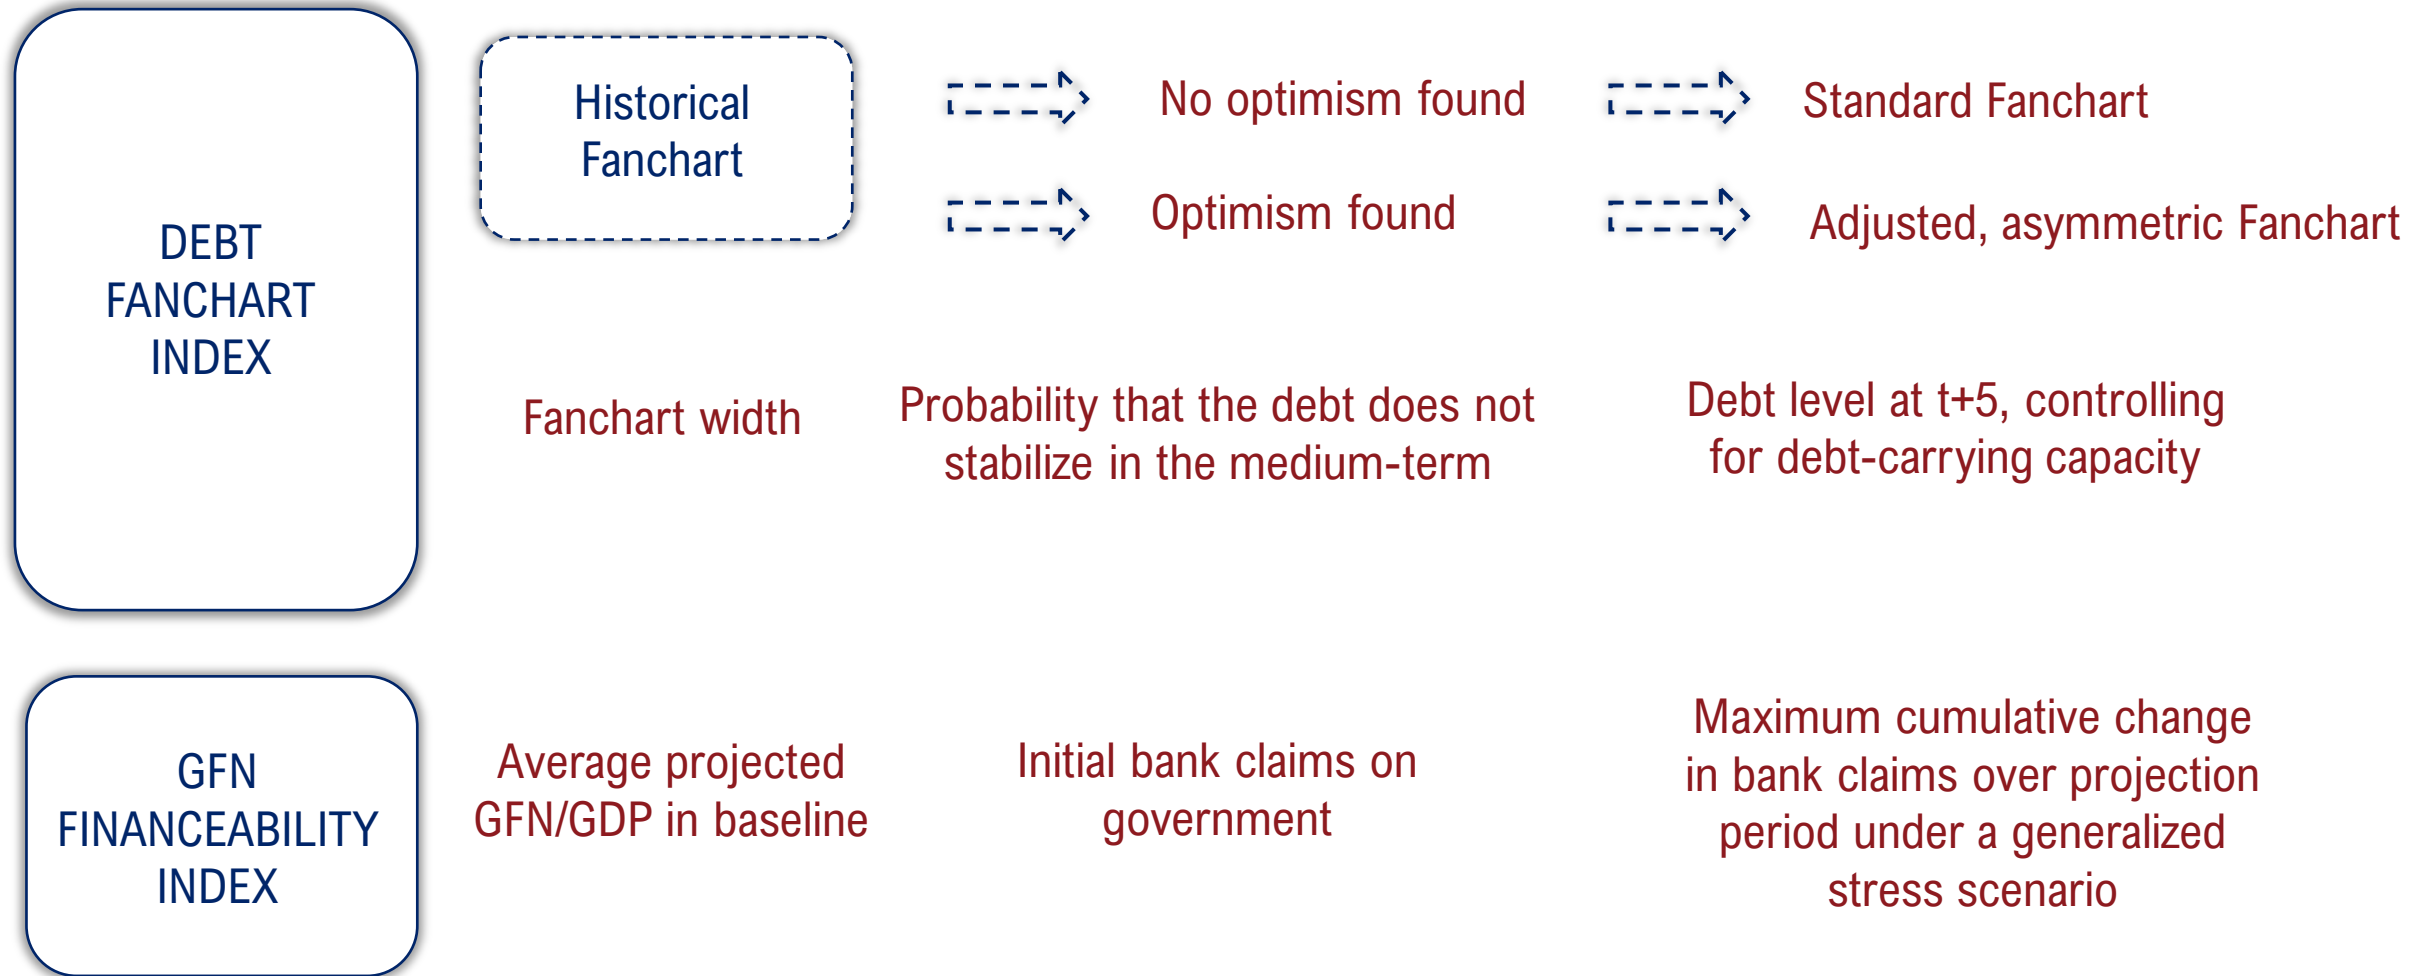 DEBT
FANCHART
INDEX
Historical
Fanchart
No optimism found
Standard Fanchart
Optimism found
Adjusted, asymmetric Fanchart
Fanchart width
Probability that the debt does not
stabilize in the medium-term
Debt level at t+5, controlling
for debt-carrying capacity
GFN
FINANCEABILITY
INDEX
Average projected
GFN/GDP in baseline
Initial bank claims on
government
Maximum cumulative change
in bank claims over projection
period under a generalized
stress scenario